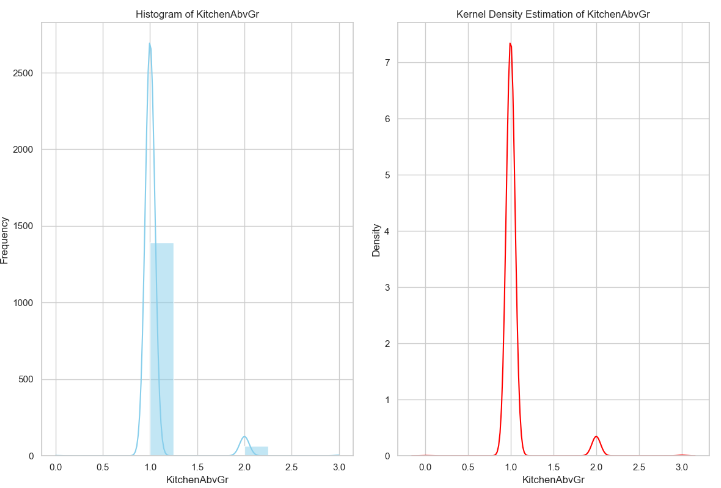 Histogram of KitchenAbvGr
2500
2000
1500
1000
500
0
0.0 0.5 1.0 1.5 2.0 2.5 3.0
KitchenAbvGr
Frequency
Kernel Density Estimation of KitchenAbvGr
7
6
5
4
3
2
1
0
0.0 0.5 1.0 1.5 2.0 2.5 3.0
KitchenAbvGr
Density